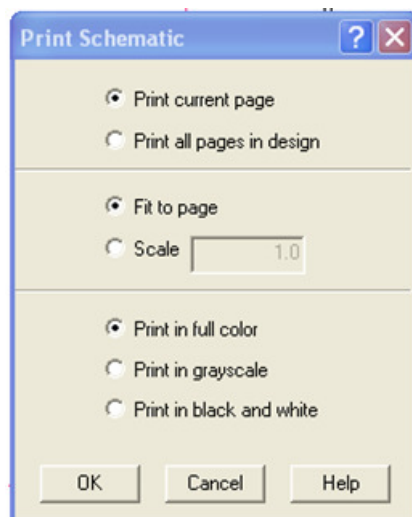 Print Schematic
Print current page
Print all pages in design
Fit to page
Scale 1.0
Print in full color
Print in grayscale
Print in black and white
OK Cancel Help